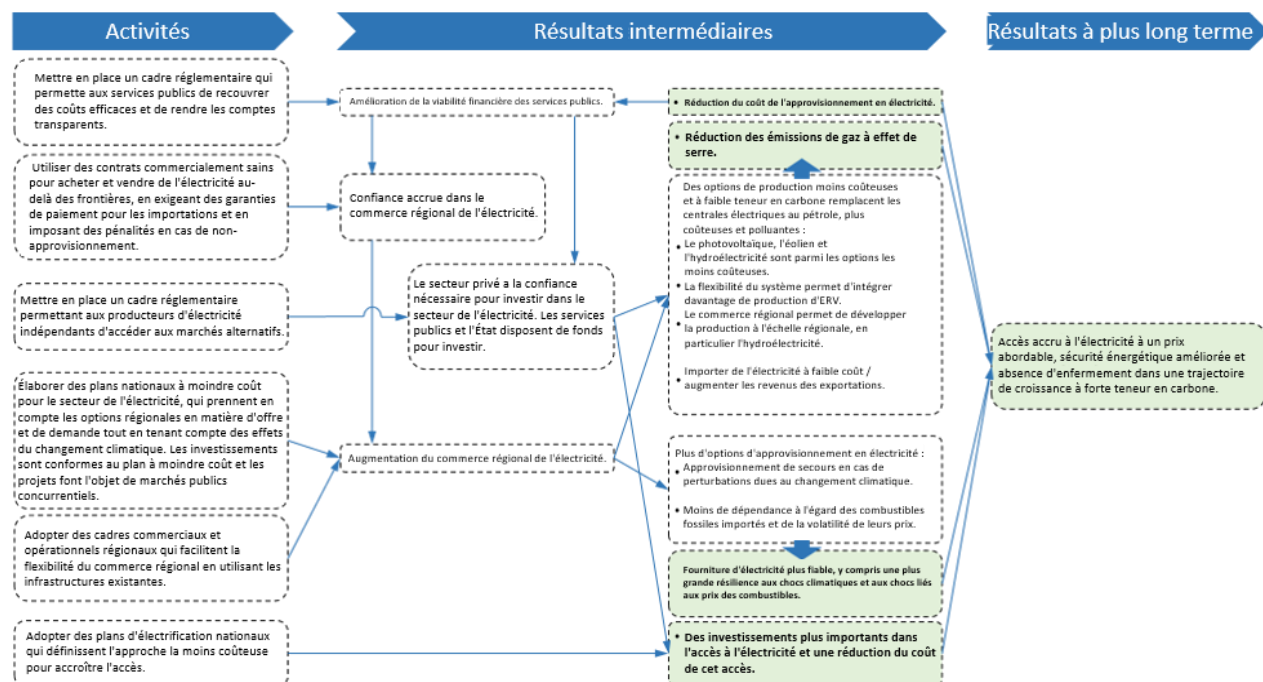 Activités
Résultats intermédiaires
Résultats à plus long terme
Mettre en place un cadre réglementaire qui
permette aux services publics de recouvrer
des coûts efficaces et de rendre les comptes
transparents.
Utiliser des contrats commercialement sains
pour acheter et vendre de l'électricité au-
delà des frontières, en exigeant des garanties
de paiement pour les importations et en
imposant des pénalités en cas de non-
approvisionnement.
Mettre en place un cadre réglementaire
permettant aux producteurs d'électricité
indépendants d'accéder aux marchés alternatifs.
Élaborer des plans nationaux à moindre coût
pour le secteur de l'électricité, qui prennent en
compte les options régionales en matière d'offre
et de demande tout en tenant compte des effets
du changement climatique. Les investissements
sont conformes au plan à moindre coût et les
projets font l'objet de marchés publics
concurrentiels.
Adopter des cadres commerciaux et
opérationnels régionaux qui facilitent la
flexibilité du commerce régional en utilisant les
infrastructures existantes.
Adopter des plans d'électrification nationaux
qui définissent l'approche la moins coûteuse
pour accroître l'accès.
Amélioration de la viabilité financière des services publics.
Confiance accrue dans le
commerce régional de l'électricité.
Le secteur privé a la confiance
nécessaire pour investir dans le
secteur de l'électricité. Les services
publics et l'État disposent de fonds
pour investir.
Augmentation du commerce régional de l'électricité.
• Réduction du coût de l'approvisionnement en électricité.
• Réduction des émissions de gaz à effet de
serre.
Des options de production moins coûteuses
et à faible teneur en carbone remplacent les
centrales électriques au pétrole, plus
coûteuses et polluantes :
• Le photovoltaïque, l'éolien et
l'hydroélectricité sont parmi les options les
moins coûteuses.
• La flexibilité du système permet d'intégrer
davantage de production d'ERV.
• Le commerce régional permet de développer
la production à l'échelle régionale, en
particulier l'hydroélectricité.
• Importer de l'électricité à faible coût /
augmenter les revenus des exportations.
Plus d'options d'approvisionnement en électricité :
• Approvisionnement de secours en cas de
perturbations dues au changement climatique.
• Moins de dépendance à l'égard des combustibles
fossiles importés et de la volatilité de leurs prix.
Fourniture d'électricité plus fiable, y compris une plus
grande résilience aux chocs climatiques et aux chocs liés
aux prix des combustibles.
• Des investissements plus importants dans
l'accès à l'électricité et une réduction du coût
de cet accès.
Accès accru à l'électricité à un prix
abordable, sécurité énergétique améliorée et
absence d'enfermement dans une trajectoire
de croissance à forte teneur en carbone.